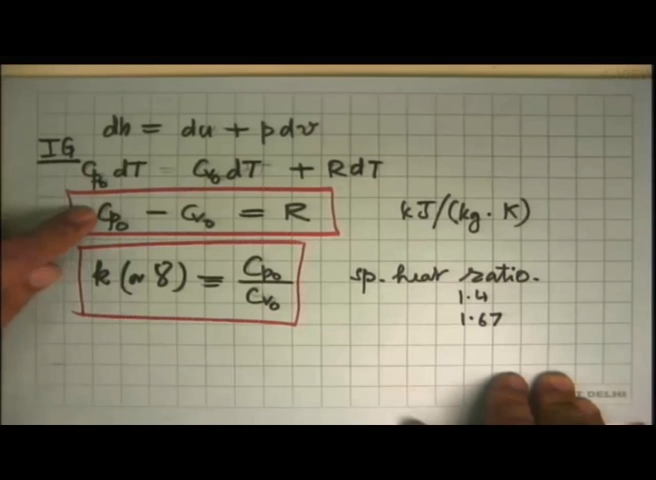 dh = du + pdv
IG
Cp₀ dT = Cv₀ dT + RdT
Cp₀ - Cv₀ = R kJ/(kg. K)
k (or γ) = Cp₀/Cv₀ sp. heat ratio.
1.4
1.67
T DELHI